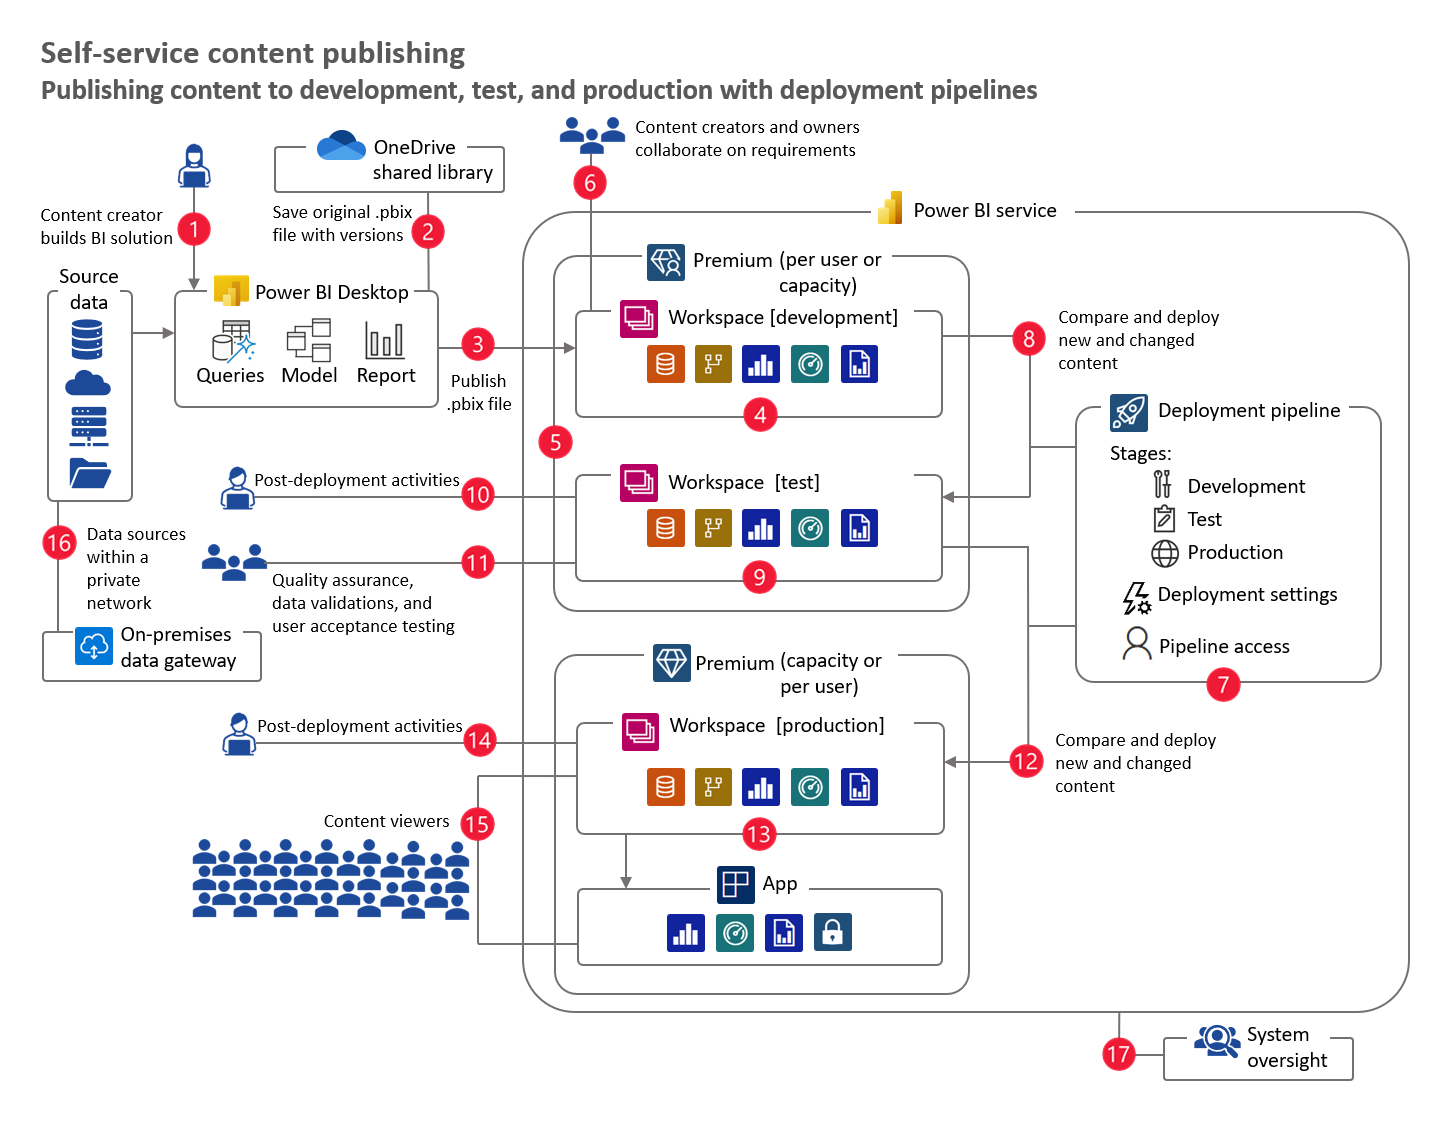 Self-service content publishing
Publishing content to development, test, and production with deployment pipelines
OneDrive
shared library
Content creators and owners
collaborate on requirements
6
Content creator
builds BI solution
1
Save original .pbix
file with versions
2
Power BI service
Source
data
Power BI Desktop
Queries
Model
Report
3
Publish
.pbix file
Premium (per user or
capacity)
Workspace [development]
4
5
8
Compare and deploy
new and changed
content
Deployment pipeline
Stages:
Development
Test
Production
Deployment settings
Pipeline access
7
Post-deployment activities
10
Workspace [test]
9
11
Quality assurance,
data validations, and
user acceptance testing
16
Data sources
within a
private
network
On-premises
data gateway
Premium (capacity or
per user)
Post-deployment activities
14
Workspace [production]
13
12
Compare and deploy
new and changed
content
Content viewers
15
App
17
System
oversight